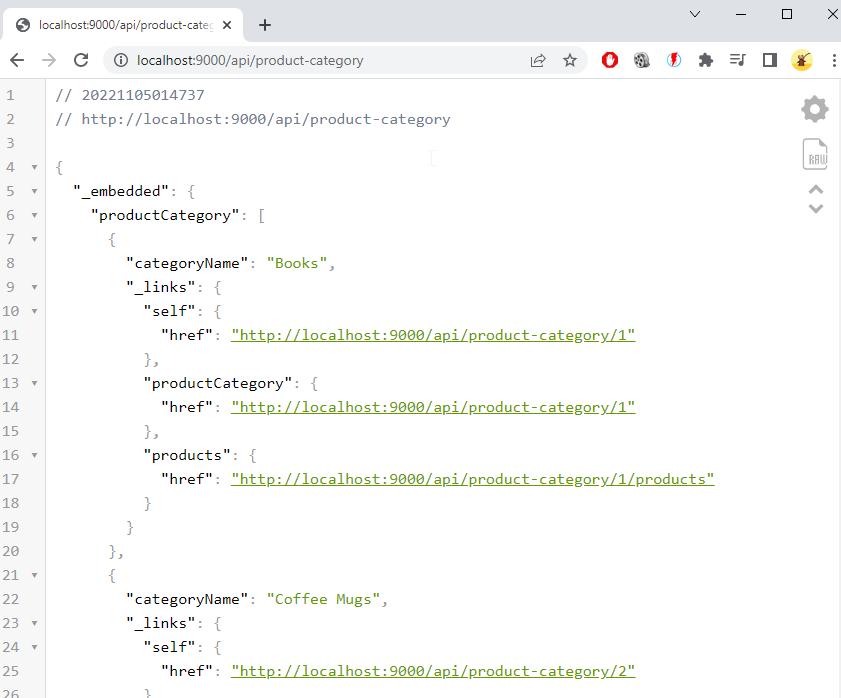 localhost:9000/api/product-categ
localhost:9000/api/product-category
1 // 20221105014737
2 // http://localhost:9000/api/product-category
3
4 {
5 "_embedded": {
6 "productCategory": [
7 {
8 "categoryName": "Books",
9 "_links": {
10 "self": {
11 "href": "http://localhost:9000/api/product-category/1"
12 },
13 "productCategory": {
14 "href": "http://localhost:9000/api/product-category/1"
15 },
16 "products": {
17 "href": "http://localhost:9000/api/product-category/1/products"
18 }
19 }
20 },
21 {
22 "categoryName": "Coffee Mugs",
23 "_links": {
24 "self": {
25 "href": "http://localhost:9000/api/product-category/2"
26 }
RAW